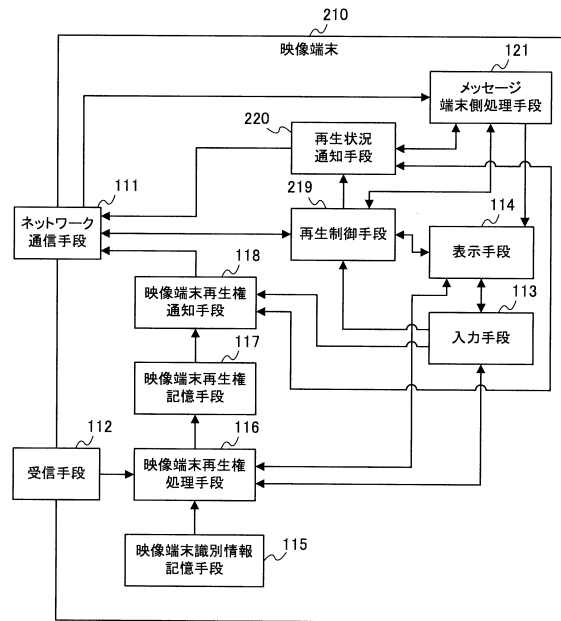 210
映像端末
121
メッセージ
端末側処理手段
220
再生状況
通知手段
111
ネットワーク
通信手段
219
再生制御手段
114
表示手段
118
映像端末再生権
通知手段
113
入力手段
117
映像端末再生権
記憶手段
112
受信手段
116
映像端末再生権
処理手段
映像端末識別情報
記憶手段
115